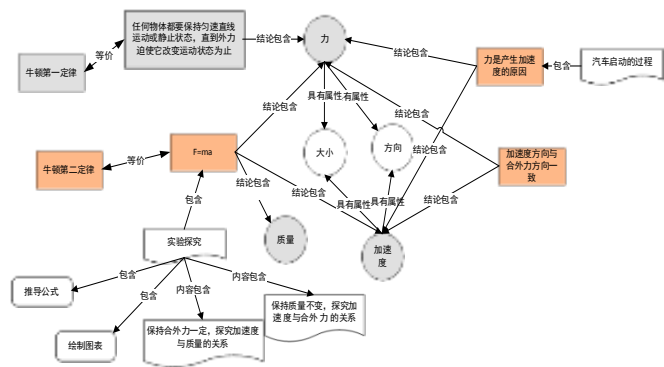 任何物体都要保持匀速直线
运动或静止状态，直到外力
迫使它改变运动状态为止
结论包含
力
结论包含
力是产生加速
度的原因
包含
汽车启动的过程
等价
牛顿第一定律
结论包含
具有属性
有属性
结论包含
牛顿第二定律
等价
F=ma
大小
方向
结论包含
加速度方向与
合外力方向一
致
结论包含
结论包含
具有属性
具有属性
结论包含
包含
实验探究
质量
加速
度
包含
推导公式
包含
内容包含
内容包含
保持质量不变，探究加
速度与合外力的关系
绘制图表
保持合外力一定，探究加速度
与质量的关系